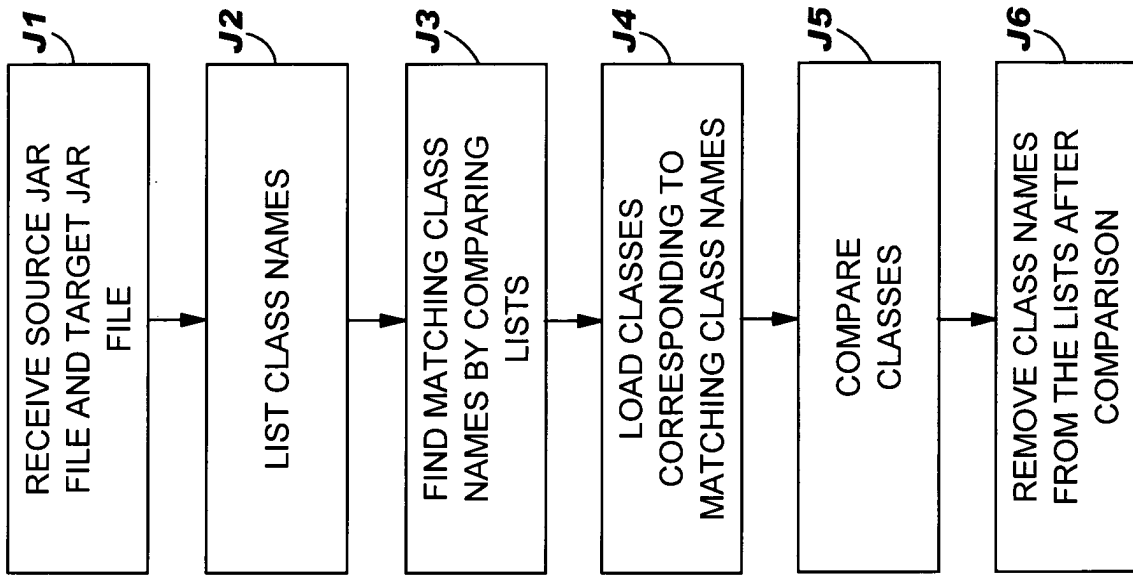 J1
RECEIVE SOURCE JAR
FILE AND TARGET JAR
FILE
J2
LIST CLASS NAMES
J3
FIND MATCHING CLASS
NAMES BY COMPARING
LISTS
J4
LOAD CLASSES
CORRESPONDING TO
MATCHING CLASS NAMES
J5
COMPARE
CLASSES
J6
REMOVE CLASS NAMES
FROM THE LISTS AFTER
COMPARISON